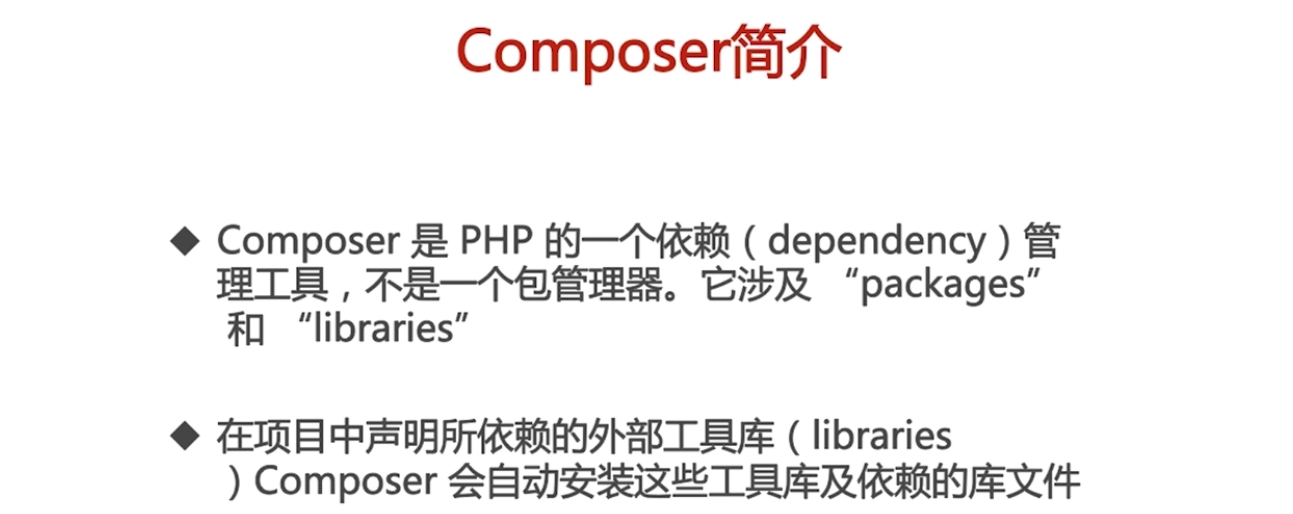 Composer简介
◆ Composer 是 PHP 的一个依赖（dependency）管
理工具，不是一个包管理器。它涉及 “packages”
和 “libraries”
◆ 在项目中声明所依赖的外部工具库（libraries
）Composer 会自动安装这些工具库及依赖的库文件